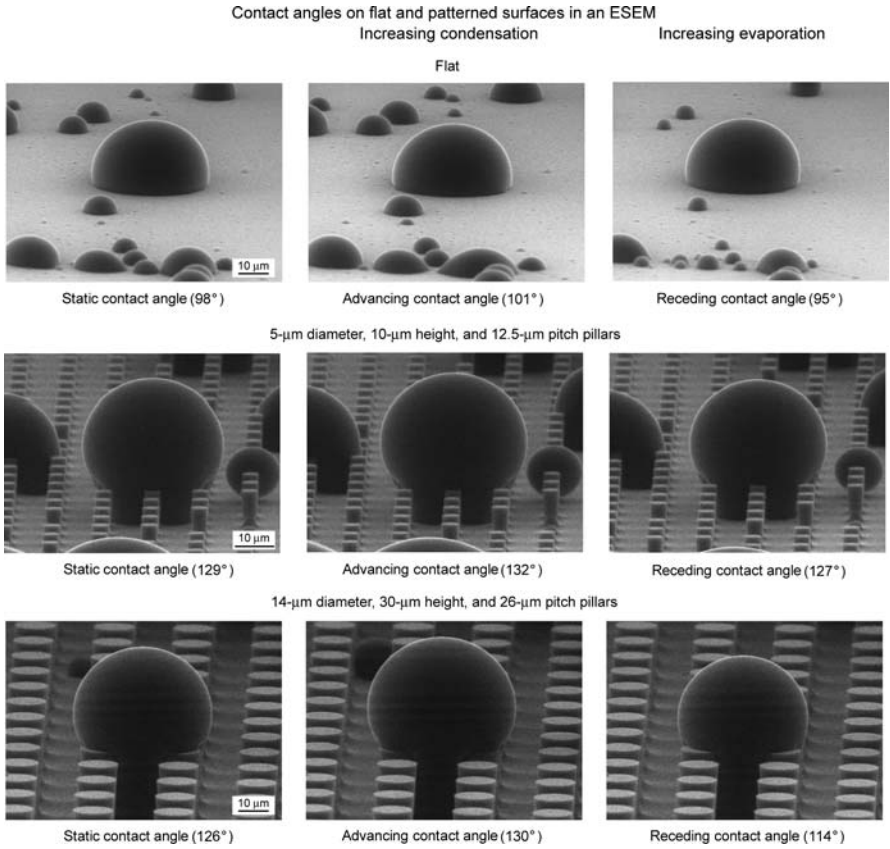 Contact angles on flat and patterned surfaces in an ESEM
Increasing condensation
Increasing evaporation
Flat
10 μm
Static contact angle (98°)
Advancing contact angle (101°)
Receding contact angle (95°)
5-μm diameter, 10-μm height, and 12.5-μm pitch pillars
10 μm
Static contact angle (129°)
Advancing contact angle (132°)
Receding contact angle (127°)
14-μm diameter, 30-μm height, and 26-μm pitch pillars
10 μm
Static contact angle (126°)
Advancing contact angle (130°)
Receding contact angle (114°)